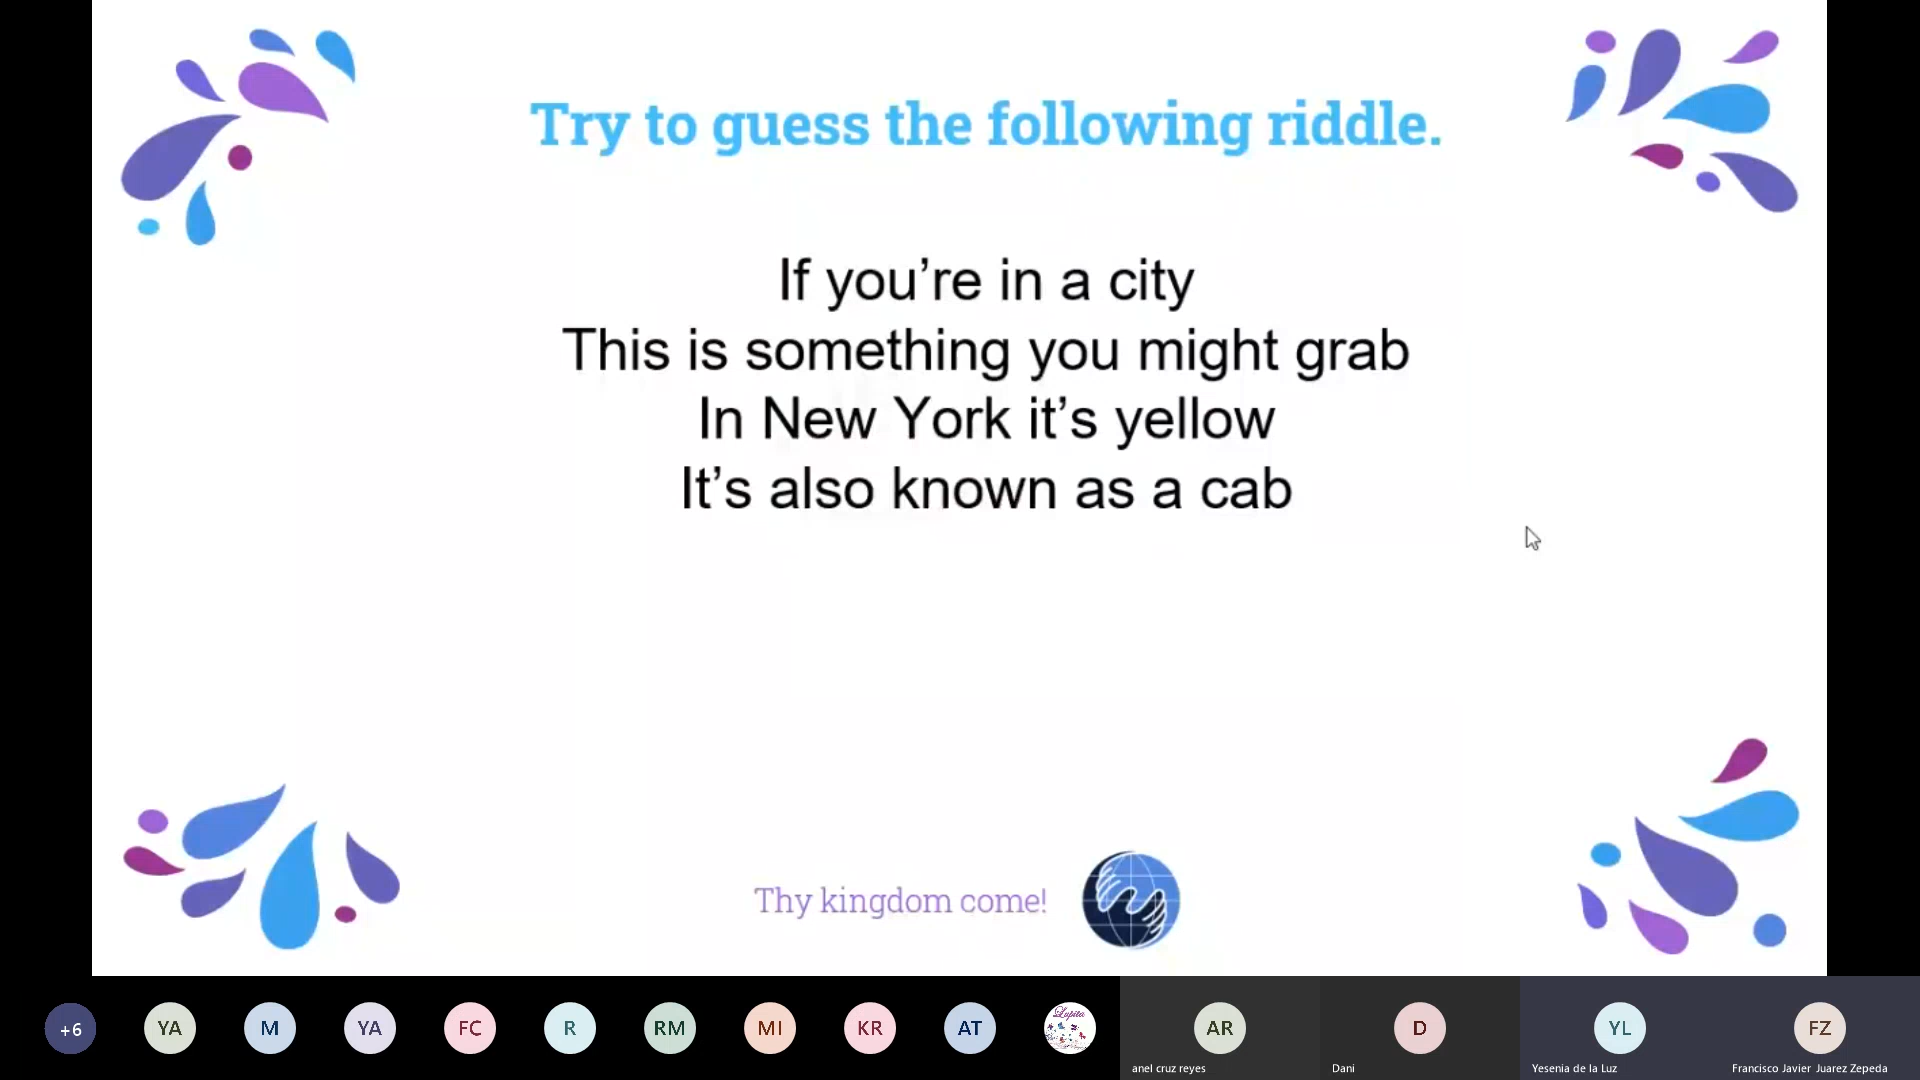 Try to guess the following riddle.
If you’re in a city
This is something you might grab
In New York it’s yellow
It’s also known as a cab
Thy kingdom come!
+6
YA
M
YA
FC
R
RM
MI
KR
AT
Lupita
AR
D
YL
FZ
anel cruz reyes
Dani
Yesenia de la Luz
Francisco Javier Juarez Zepeda